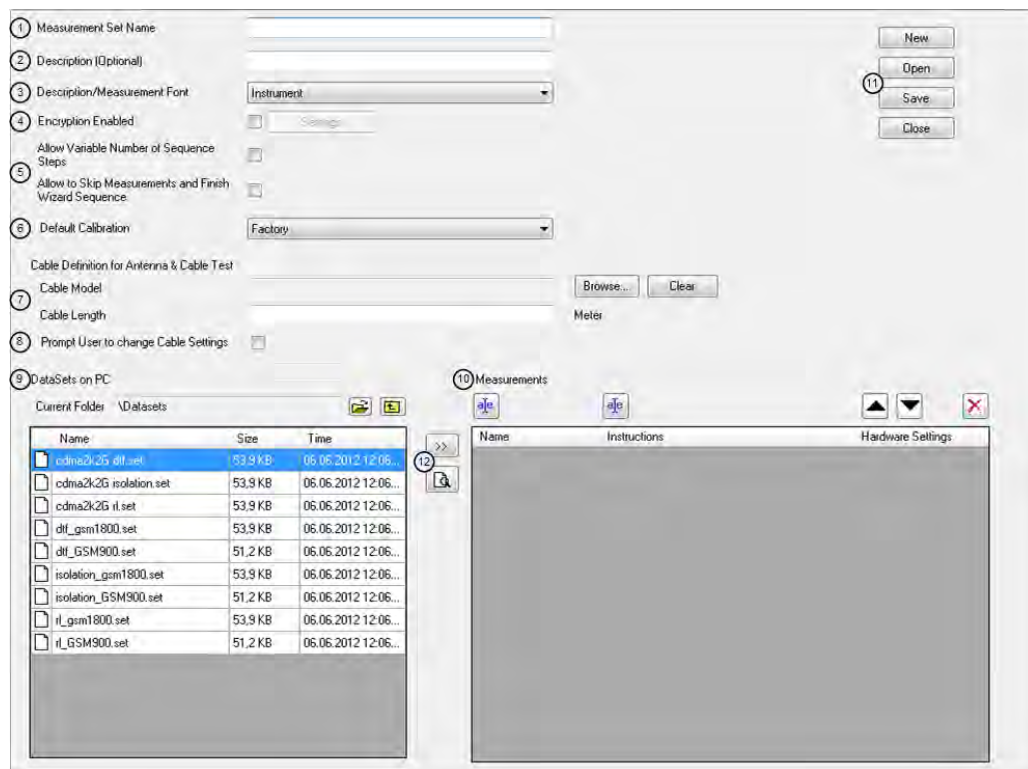 1 Measurement Set Name
New
2 Description (Optional)
Open
11
3 Description/Measurement Font Instrument
Save
4 Encryption Enabled Settings
Close
Allow Variable Number of Sequence
Steps
5
Allow to Skip Measurements and Finish
Wizard Sequence
6 Default Calibration Factory
Cable Definition for Antenna & Cable Test
Cable Model Browse... Clear
7
Cable Length Meter
8 Prompt User to change Cable Settings
9 DataSets on PC 10 Measurements
Current Folder \Datasets
Name Size Time >> Name Instructions Hardware Settings
cdma2k2G dtf.set 53,9 KB 06.06.2012 12:06... 12
cdma2k2G isolation.set 53,9 KB 06.06.2012 12:06...
cdma2k2G rl.set 53,9 KB 06.06.2012 12:06...
dtf_gsm1800.set 53,9 KB 06.06.2012 12:06...
dtf_GSM900.set 51,2 KB 06.06.2012 12:06...
isolation_gsm1800.set 53,9 KB 06.06.2012 12:06...
isolation_GSM900.set 51,2 KB 06.06.2012 12:06...
rl_gsm1800.set 53,9 KB 06.06.2012 12:06...
rl_GSM900.set 51,2 KB 06.06.2012 12:06...